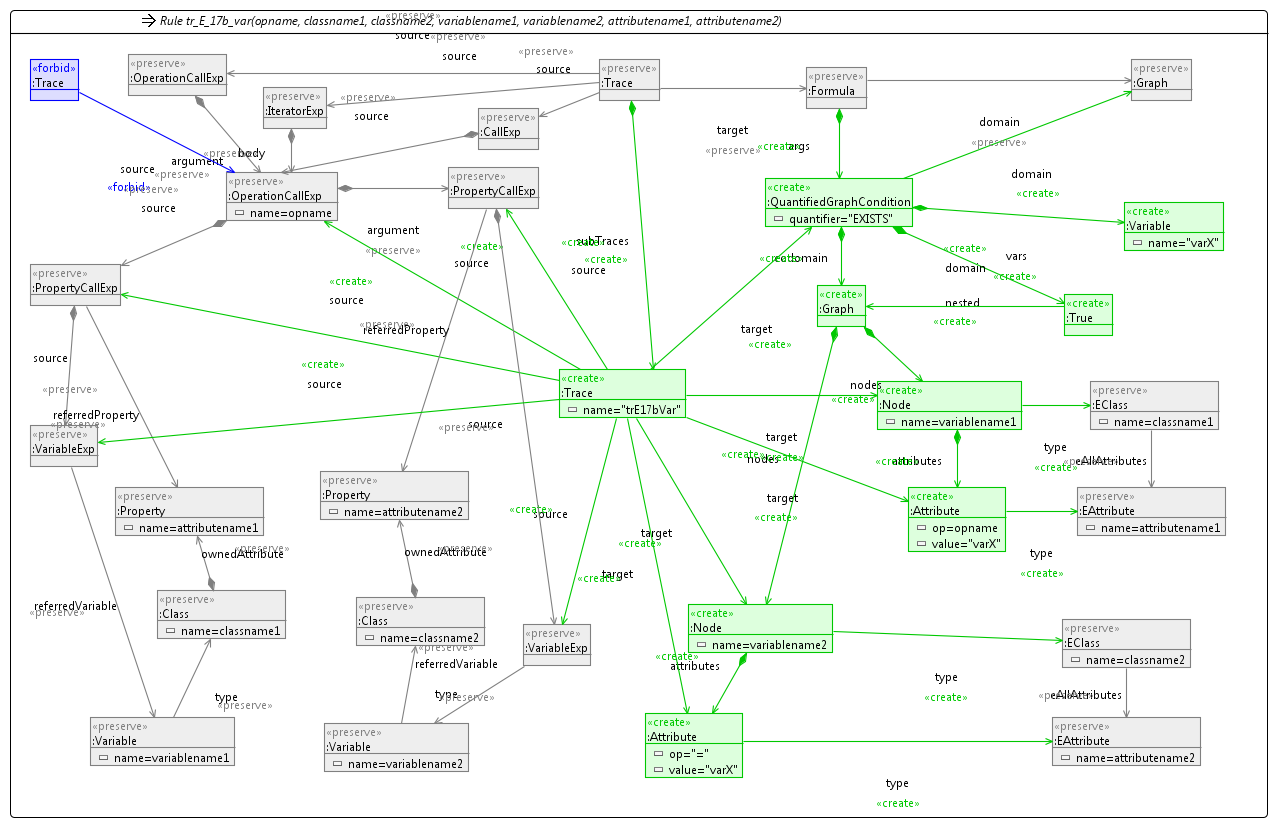 Rule tr_E_17b_var(opname, classname1, classname2, variablename1, variablename2, attributename1, attributename2)
«preserve»
source
«preserve»
source
«preserve»
source
«forbid»
:Trace
«preserve»
:OperationCallExp
«preserve»
:IteratorExp
«preserve»
source
«preserve»
:CallExp
«preserve»
:Trace
«preserve»
:Formula
«preserve»
:Graph
target
«preserve»
«create»
args
domain
«preserve»
source
«forbid»
argument
«preserve»
body
«preserve»
«preserve»
source
«preserve»
:OperationCallExp
name=opname
«preserve»
:PropertyCallExp
«create»
:QuantifiedGraphCondition
quantifier="EXISTS"
domain
«create»
«create»
:Variable
name="varX"
argument
«preserve»
«create»
source
«create»
subTraces
«create»
source
«create»
domain
«create»
domain
vars
«create»
«preserve»
:PropertyCallExp
«create»
source
«create»
:Graph
nested
«create»
«create»
:True
«preserve»
referredProperty
target
«create»
source
«preserve»
«create»
source
«create»
:Trace
name="trE17bVar"
nodes
«create»
«create»
:Node
name=variablename1
«preserve»
:EClass
name=classname1
referredProperty
«preserve»
«preserve»
:VariableExp
«preserve»
source
target
«create»
nodes
«create»
«create»
attributes
type
«create»
«preserve»
eAllAttributes
«preserve»
:Property
name=attributename1
«preserve»
:Property
name=attributename2
«create»
source
target
«create»
«create»
:Attribute
op=opname
value="varX"
«preserve»
:EAttribute
name=attributename1
ownedAttribute
«preserve»
ownedAttribute
«preserve»
target
«create»
«create»
target
type
«create»
referredVariable
«preserve»
«preserve»
:Class
name=classname1
«preserve»
:Class
name=classname2
«preserve»
:VariableExp
«create»
:Node
name=variablename2
«preserve»
:EClass
name=classname2
«preserve»
referredVariable
«create»
attributes
type
«preserve»
type
«preserve»
type
«create»
«preserve»
eAllAttributes
«preserve»
:Variable
name=variablename1
«preserve»
:Variable
name=variablename2
«create»
:Attribute
op="="
value="varX"
«preserve»
:EAttribute
name=attributename2
type
«create»